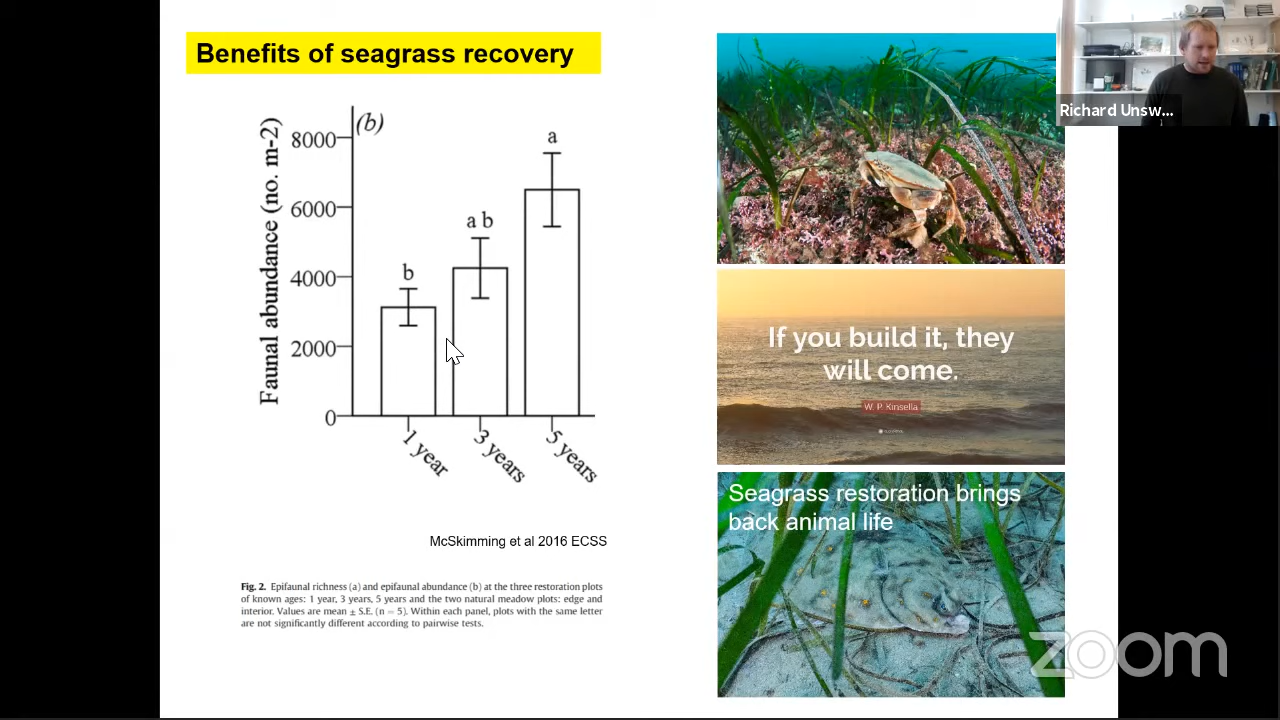 Benefits of seagrass recovery
(b)
Faunal abundance (no. m-2)
8000
6000
4000
2000
0
b
a b
a
1 year
3 years
5 years
McSkimming et al 2016 ECSS
Fig. 2. Epifaunal richness (a) and epifaunal abundance (b) at the three restoration plots
of known ages: 1 year, 3 years, 5 years and the two natural meadow plots: edge and
interior. Values are mean ± S.E. (n = 5). Within each panel, plots with the same letter
are not significantly different according to pairwise tests.
Richard Unsw...
If you build it, they
will come.
W. P. Kinsella
Seagrass restoration brings
back animal life
zoom